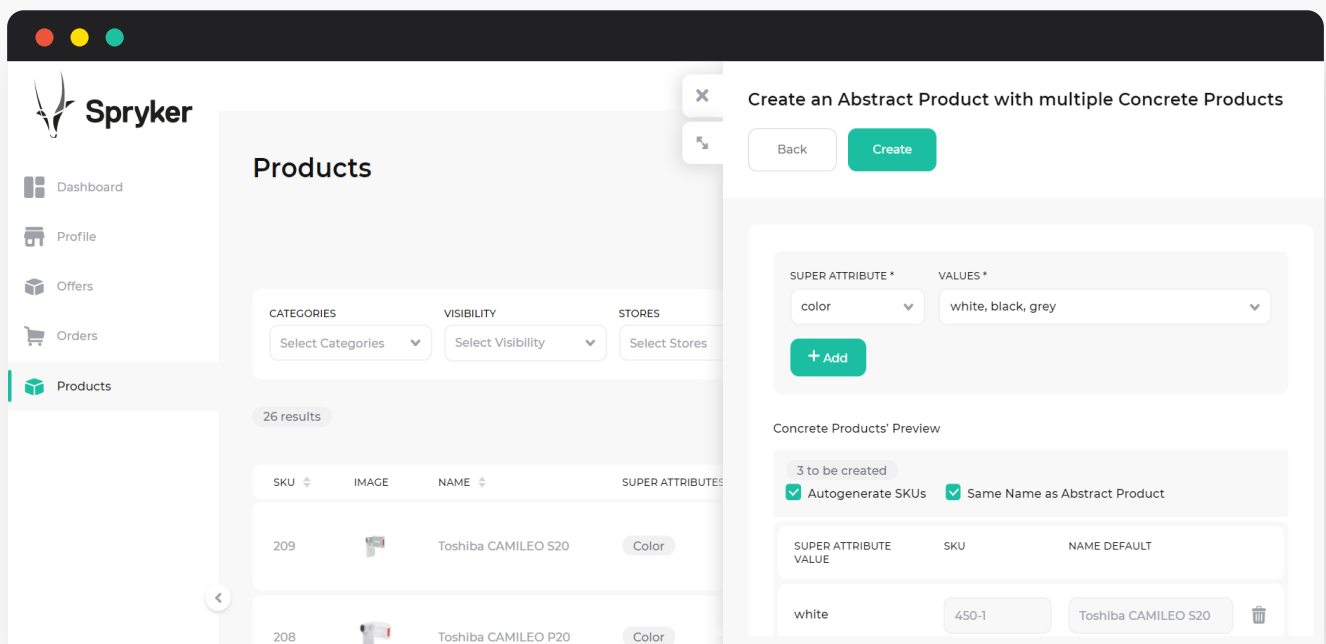 Spryker
Dashboard
Profile
Offers
Orders
Products
Products
CATEGORIES VISIBILITY STORES
Select Categories Select Visibility Select Stores
26 results
SKU IMAGE NAME SUPER ATTRIBUTES
209 Toshiba CAMILEO S20 Color
208 Toshiba CAMILEO P20 Color
Create an Abstract Product with multiple Concrete Products
Back Create
SUPER ATTRIBUTE * VALUES *
color white, black, grey
+ Add
Concrete Products' Preview
3 to be created
Autogenerate SKUs Same Name as Abstract Product
SUPER ATTRIBUTE
VALUE SKU NAME DEFAULT
white 450-1 Toshiba CAMILEO S20